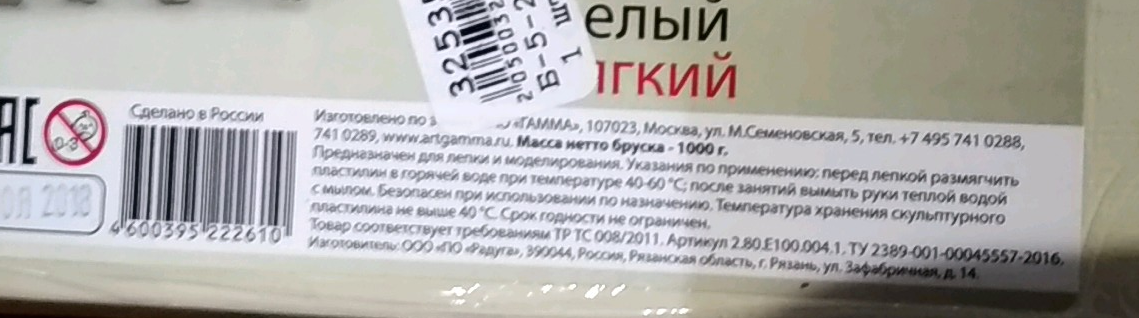 елый
гкий
3253
Б-5-2
1 ш
Сделано в России
0-3
2018
4 600395 222610
Изготовлено по з «ГАММА», 107023, Москва, ул. М.Семеновская, 5, тел. +7 495 741 0288,
741 0289, www.artgamma.ru. Масса нетто бруска - 1000 г.
Предназначен для лепки и моделирования. Указания по применению: перед лепкой размягчить
пластилин в горячей воде при температуре 40-60 °С; после занятий вымыть руки теплой водой
с мылом. Безопасен при использовании по назначению. Температура хранения скульптурного
пластилина не выше 40 °С. Срок годности не ограничен.
Товар соответствует требованиям ТР ТС 008/2011. Артикул 2.80.Е100.004.1. ТУ 2389-001-00045557-2016.
Изготовитель: ООО «ПО «Радуга», 390044, Россия, Рязанская область, г. Рязань, ул. Зафабричная, д. 14.